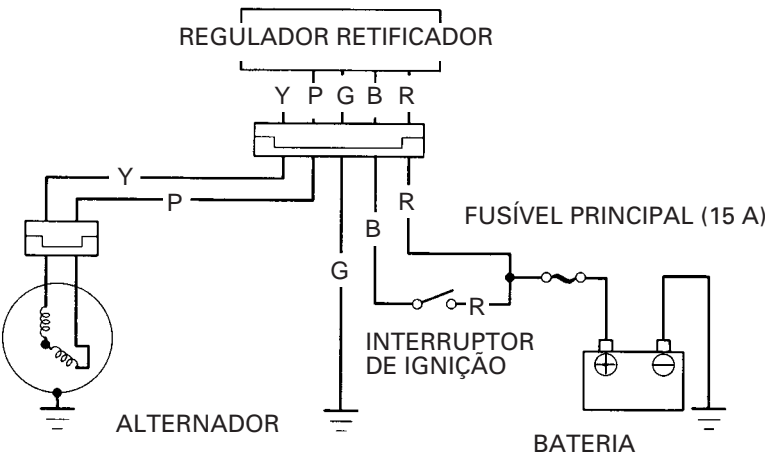 REGULADOR RETIFICADOR
Y P G B R
Y
P
R
B
G
FUSÍVEL PRINCIPAL (15 A)
R
INTERRUPTOR
DE IGNIÇÃO
ALTERNADOR
BATERIA